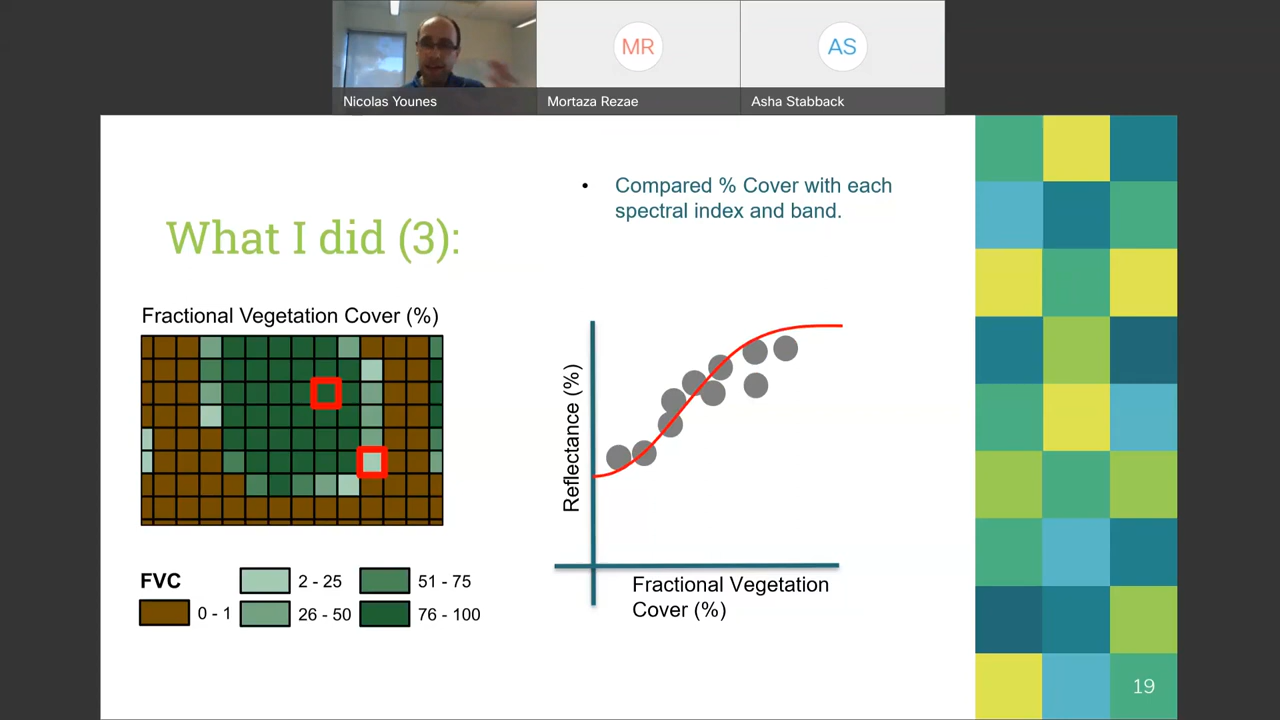 MR
AS
Nicolas Younes
Mortaza Rezae
Asha Stabback
• Compared % Cover with each
spectral index and band.
What I did (3):
Fractional Vegetation Cover (%)
FVC
0 - 1
2 - 25
26 - 50
51 - 75
76 - 100
Reflectance (%)
Fractional Vegetation
Cover (%)
19